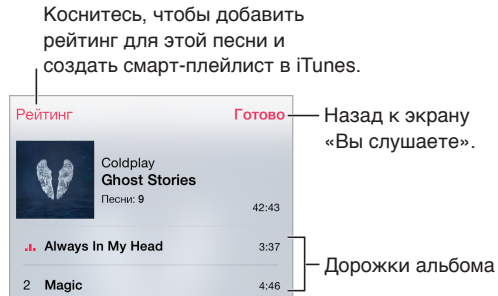 Коснитесь, чтобы добавить
рейтинг для этой песни и
создать смарт-плейлист в iTunes.
Рейтинг
Готово
Назад к экрану
«Вы слушаете».
Coldplay
Ghost Stories
Песни: 9
42:43
Always In My Head 3:37
Дорожки альбома
2 Magic 4:46